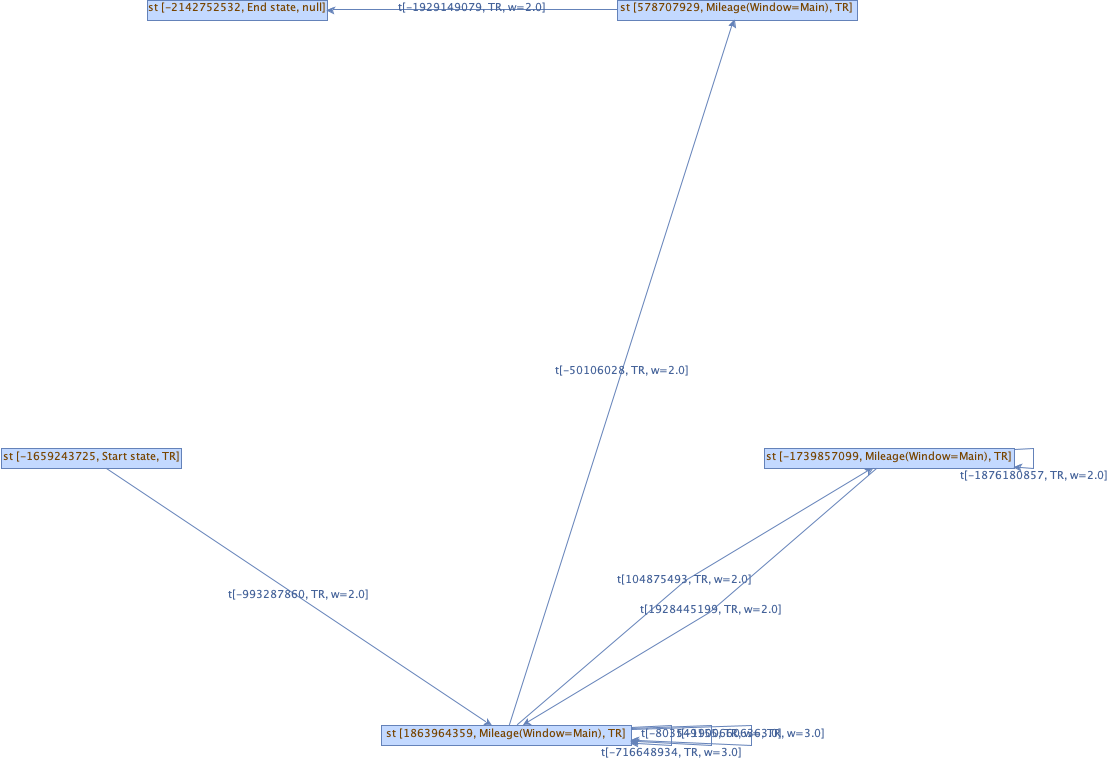 st [-2142752532, End state, null]
t[-1929149079, TR, w=2.0]
st [578707929, Mileage(Window=Main), TR]
t[-50106028, TR, w=2.0]
st [-1659243725, Start state, TR]
st [-1739857099, Mileage(Window=Main), TR]
t[-1876180857, TR, w=2.0]
t[104875493, TR, w=2.0]
t[-993287860, TR, w=2.0]
t[1928445199, TR, w=2.0]
st [1863964359, Mileage(Window=Main), TR]
TR, w=3.0]
t[-716648934, TR, w=3.0]